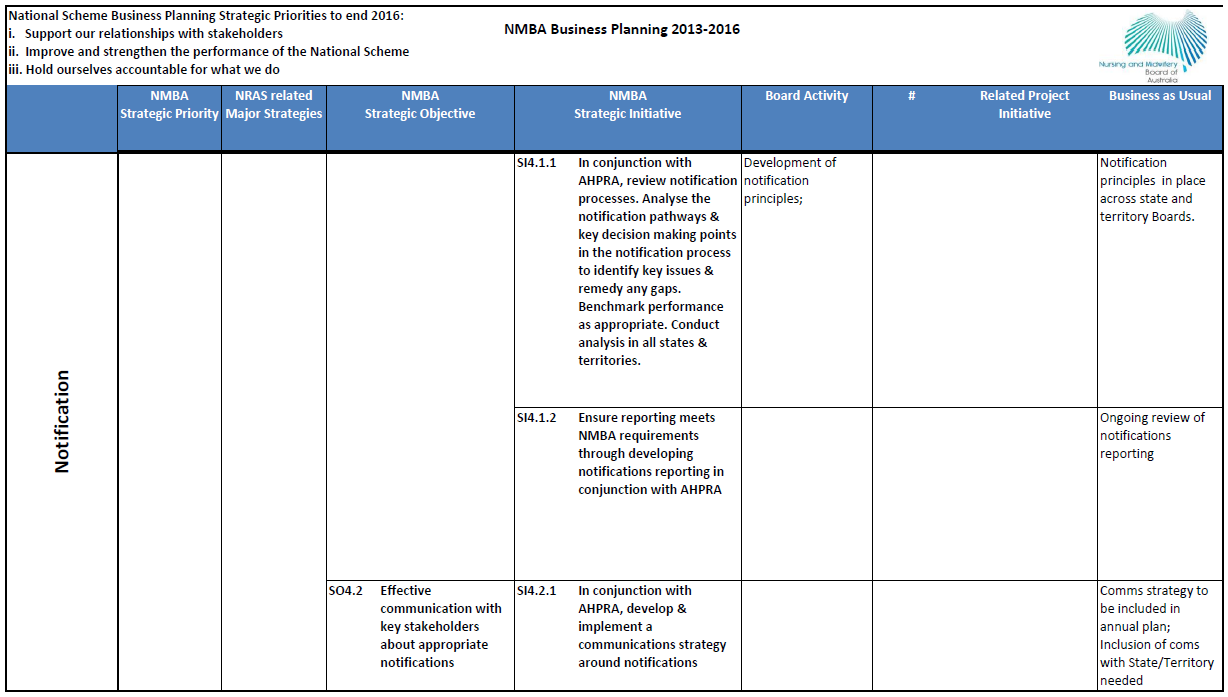 National Scheme Business Planning Strategic Priorities to end 2016:
i. Support our relationships with stakeholders
ii. Improve and strengthen the performance of the National Scheme
iii. Hold ourselves accountable for what we do
NMBA Business Planning 2013-2016
Nursing and Midwifery
Board of
Australia
NMBA
Strategic Priority
NRAS related
Major Strategies
NMBA
Strategic Objective
NMBA
Strategic Initiative
Board Activity
#
Related Project
Initiative
Business as Usual
Notification
SI4.1.1
In conjunction with
AHPRA, review notification
processes. Analyse the
notification pathways &
key decision making points
in the notification process
to identify key issues &
remedy any gaps.
Benchmark performance
as appropriate. Conduct
analysis in all states &
territories.
Development of
notification
principles;
Notification
principles in place
across state and
territory Boards.
SI4.1.2
Ensure reporting meets
NMBA requirements
through developing
notifications reporting in
conjunction with AHPRA
Ongoing review of
notifications
reporting
SO4.2
Effective
communication with
key stakeholders
about appropriate
notifications
SI4.2.1
In conjunction with
AHPRA, develop &
implement a
communications strategy
around notifications
Comms strategy to
be included in
annual plan;
Inclusion of coms
with State/Territory
needed